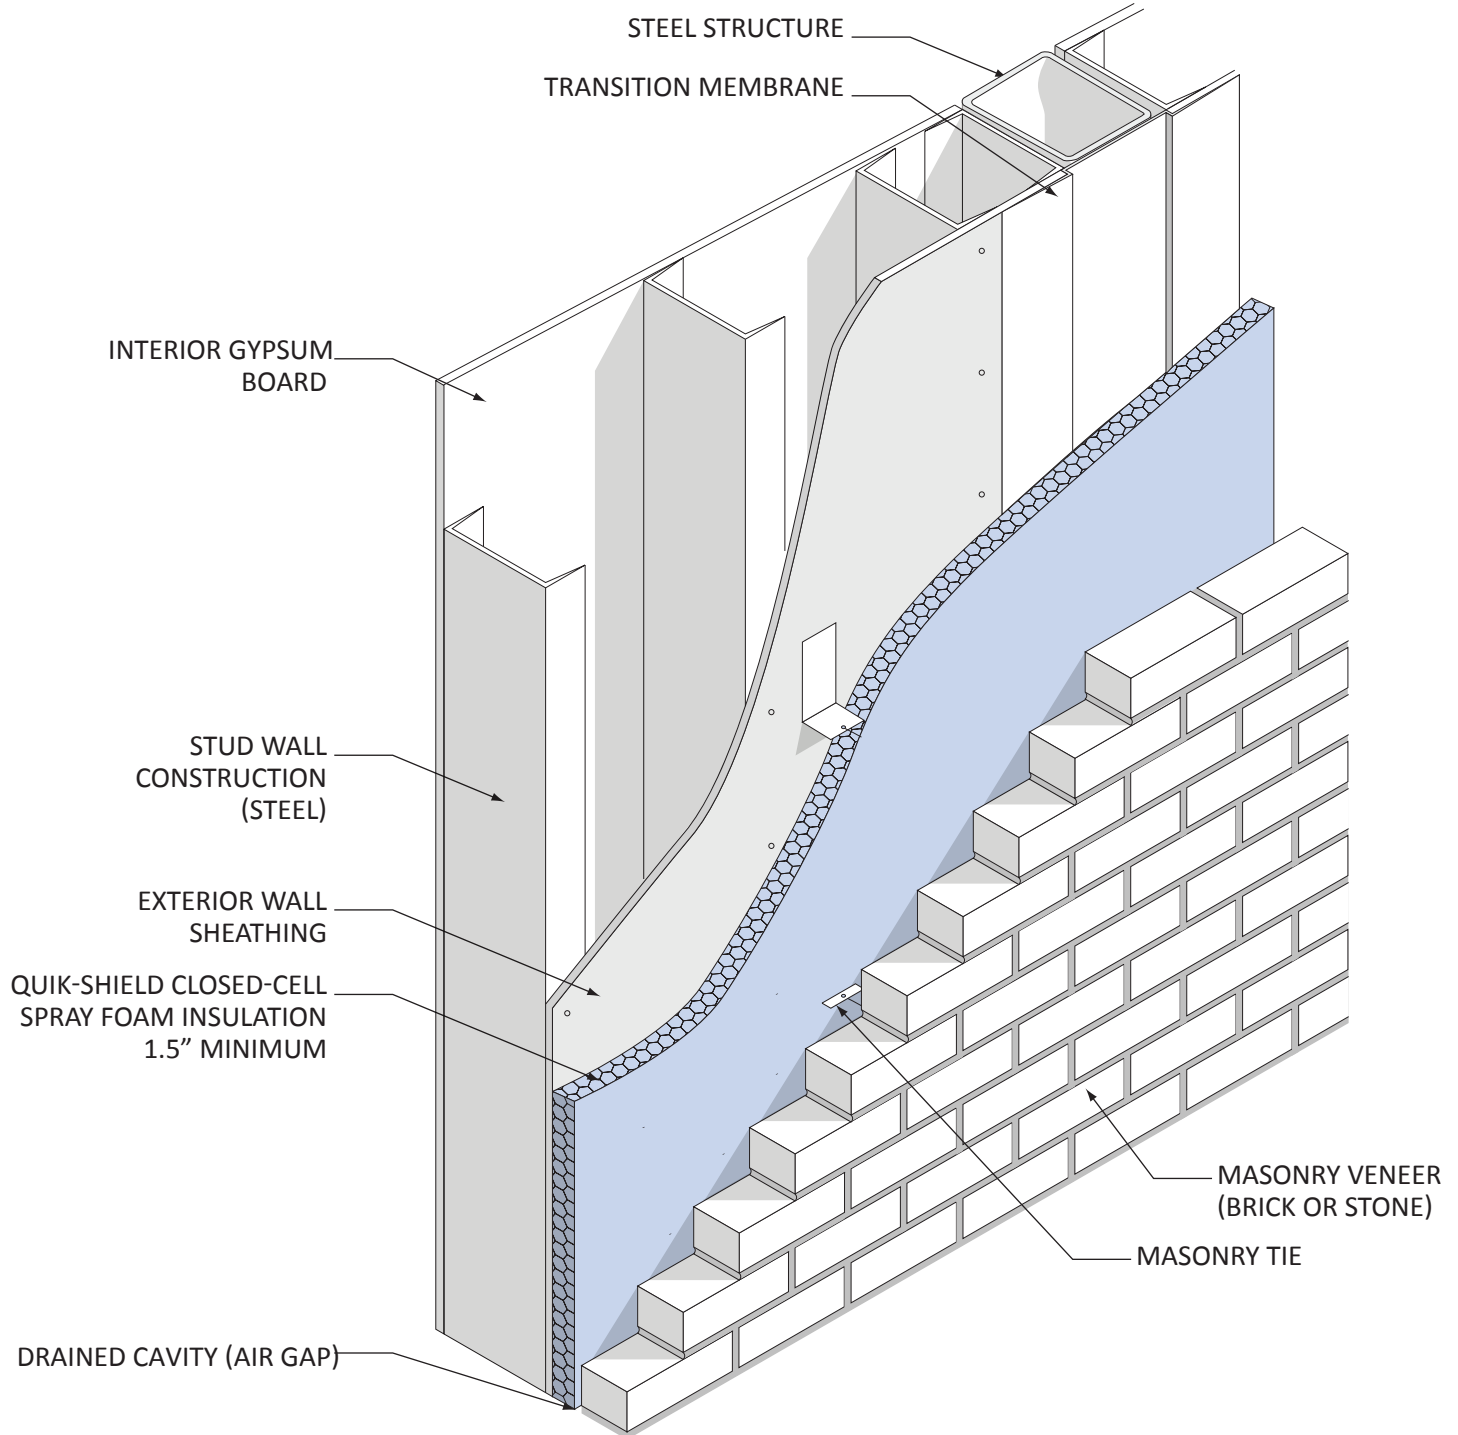 STEEL STRUCTURE
TRANSITION MEMBRANE
INTERIOR GYPSUM
BOARD
STUD WALL
CONSTRUCTION
(STEEL)
EXTERIOR WALL
SHEATHING
QUIK-SHIELD CLOSED-CELL
SPRAY FOAM INSULATION
1.5” MINIMUM
MASONRY VENEER
(BRICK OR STONE)
MASONRY TIE
DRAINED CAVITY (AIR GAP)